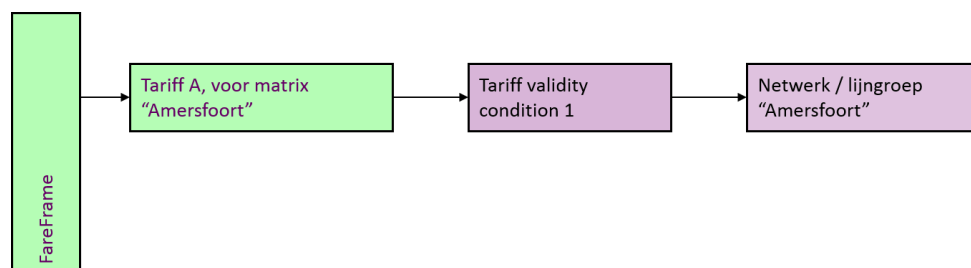 Tariff A, voor matrix
“Amersfoort”
Tariff validity
condition 1
Netwerk / lijngroep
“Amersfoort”
FareFrame